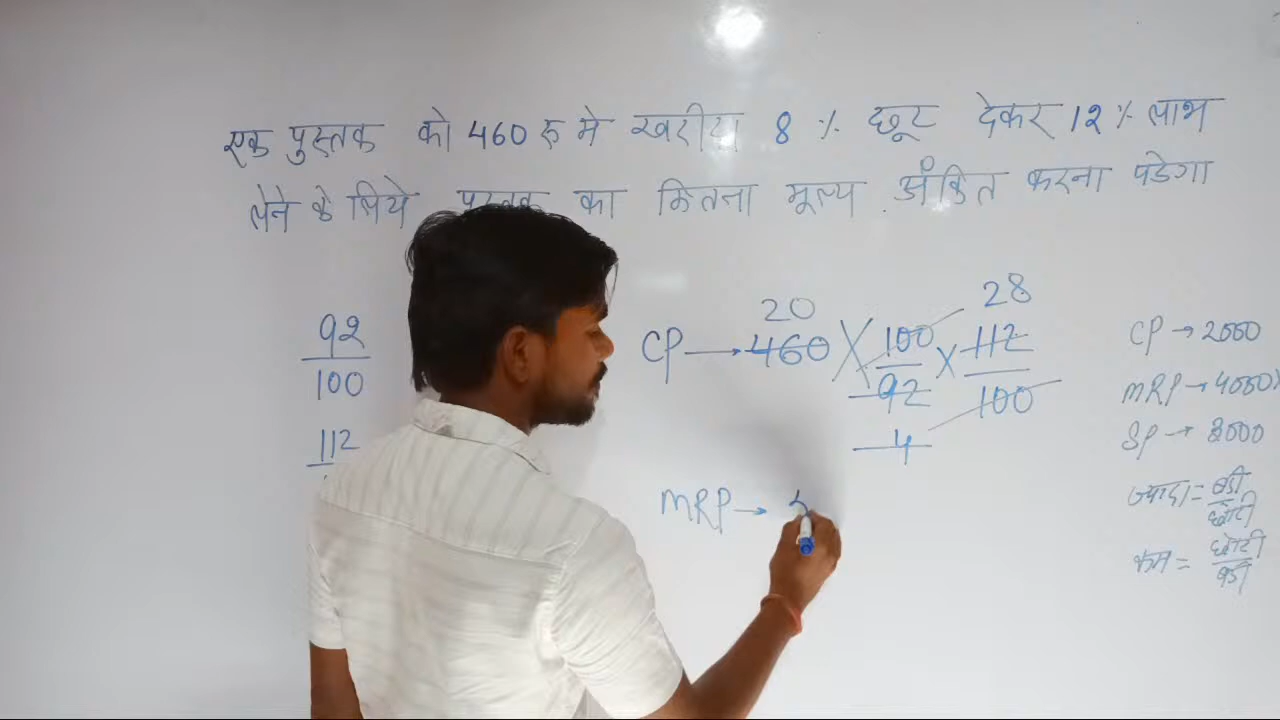 एक पुस्तक को 460 रु मे खरीदा 8 % छूट देकर 12 % लाभ
लेने के लिये पुस्तक का कितना मूल्य अंकित करना पडेगा
92
100
112
20
28
CP → 460 × 100/92 × 112/100
4
MRP →
CP → 2000
MRP → 4000
SP →
ज्यादा = बडी/छोटी
कम = छोटी/बडी